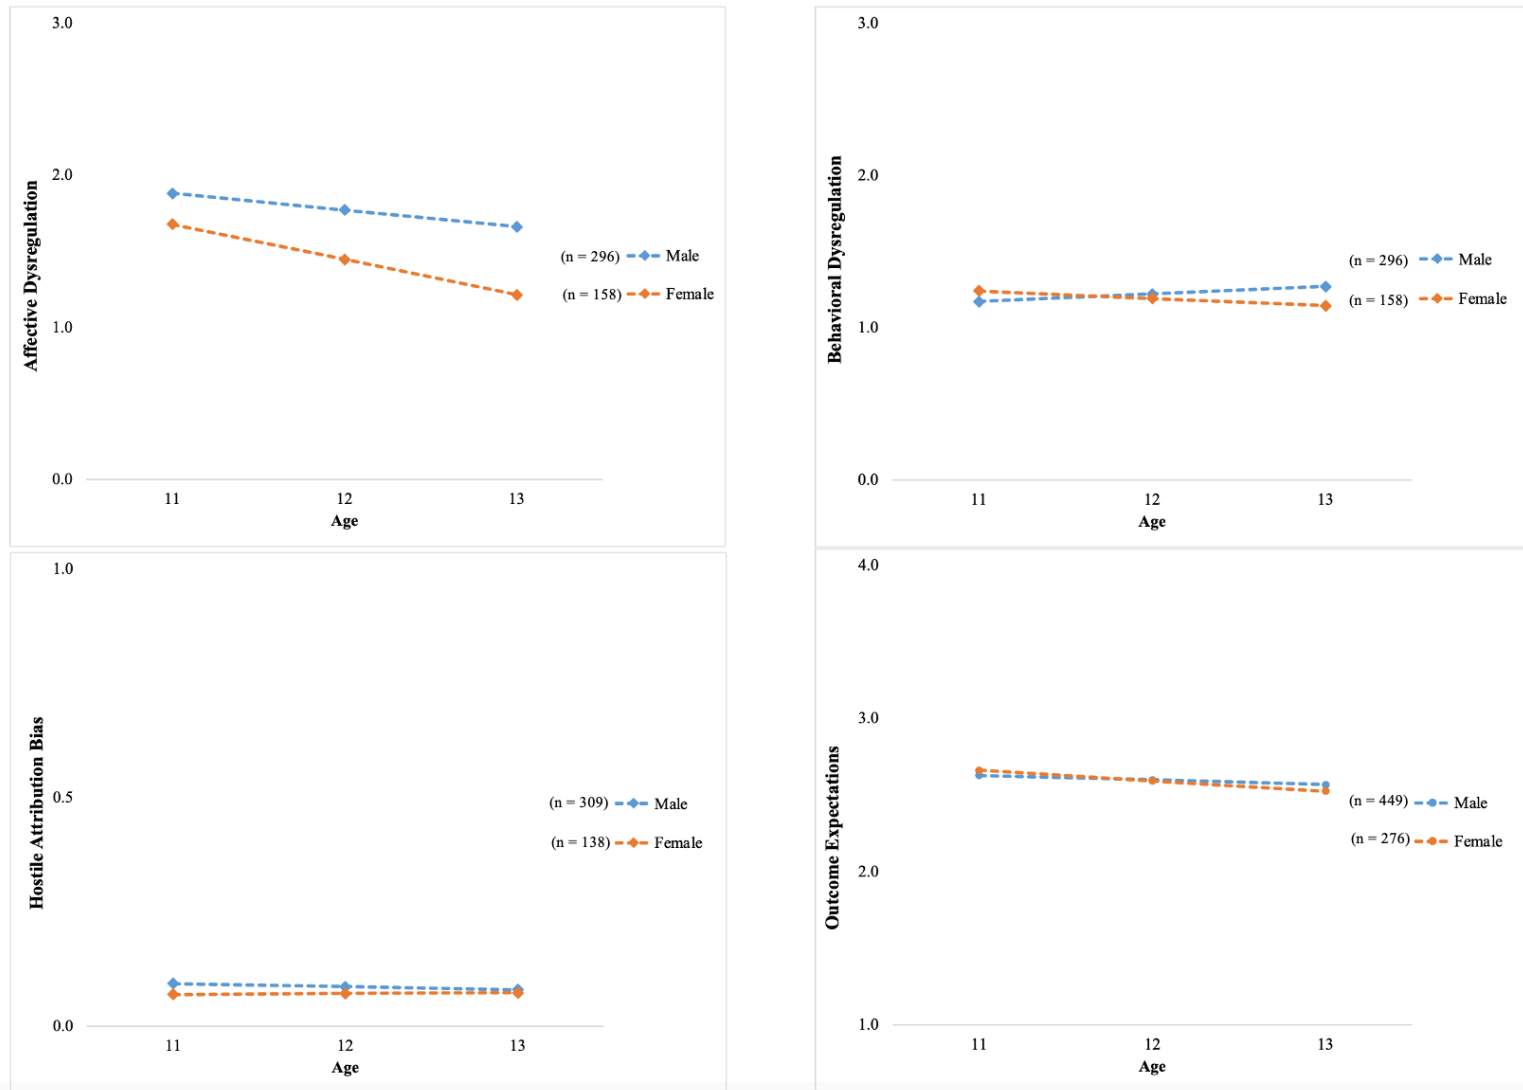 3.0
2.0
1.0
0.0
Affective Dysregulation
(n = 296) Male
(n = 158) Female
11 12 13
Age
3.0
2.0
1.0
0.0
Behavioral Dysregulation
(n = 296) Male
(n = 158) Female
11 12 13
Age
1.0
0.5
0.0
Hostile Attribution Bias
(n = 309) Male
(n = 138) Female
11 12 13
Age
4.0
3.0
2.0
1.0
Outcome Expectations
(n = 449) Male
(n = 276) Female
11 12 13
Age